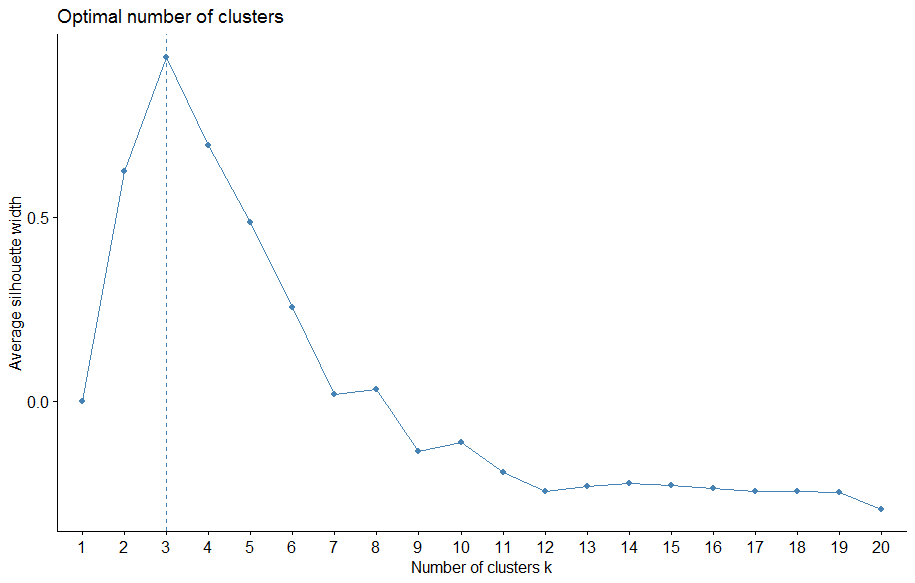 Optimal number of clusters
Average silhouette width
0.5
0.0
1 2 3 4 5 6 7 8 9 10 11 12 13 14 15 16 17 18 19 20
Number of clusters k